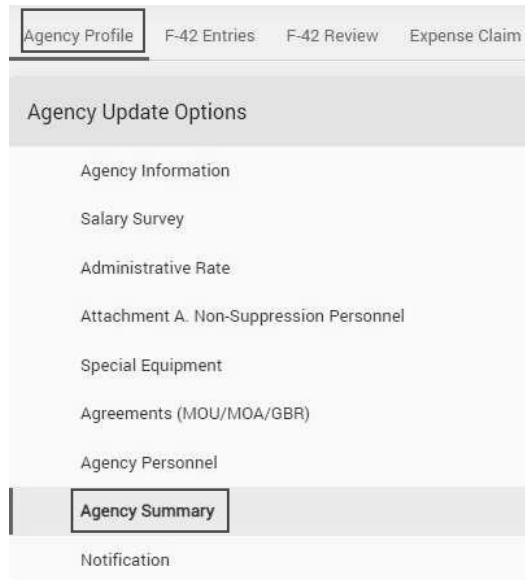 Agency Profile F-42 Entries F-42 Review Expense Claim
Agency Update Options
Agency Information
Salary Survey
Administrative Rate
Attachment A. Non-Suppression Personnel
Special Equipment
Agreements (MOU/MOA/GBR)
Agency Personnel
Agency Summary
Notification